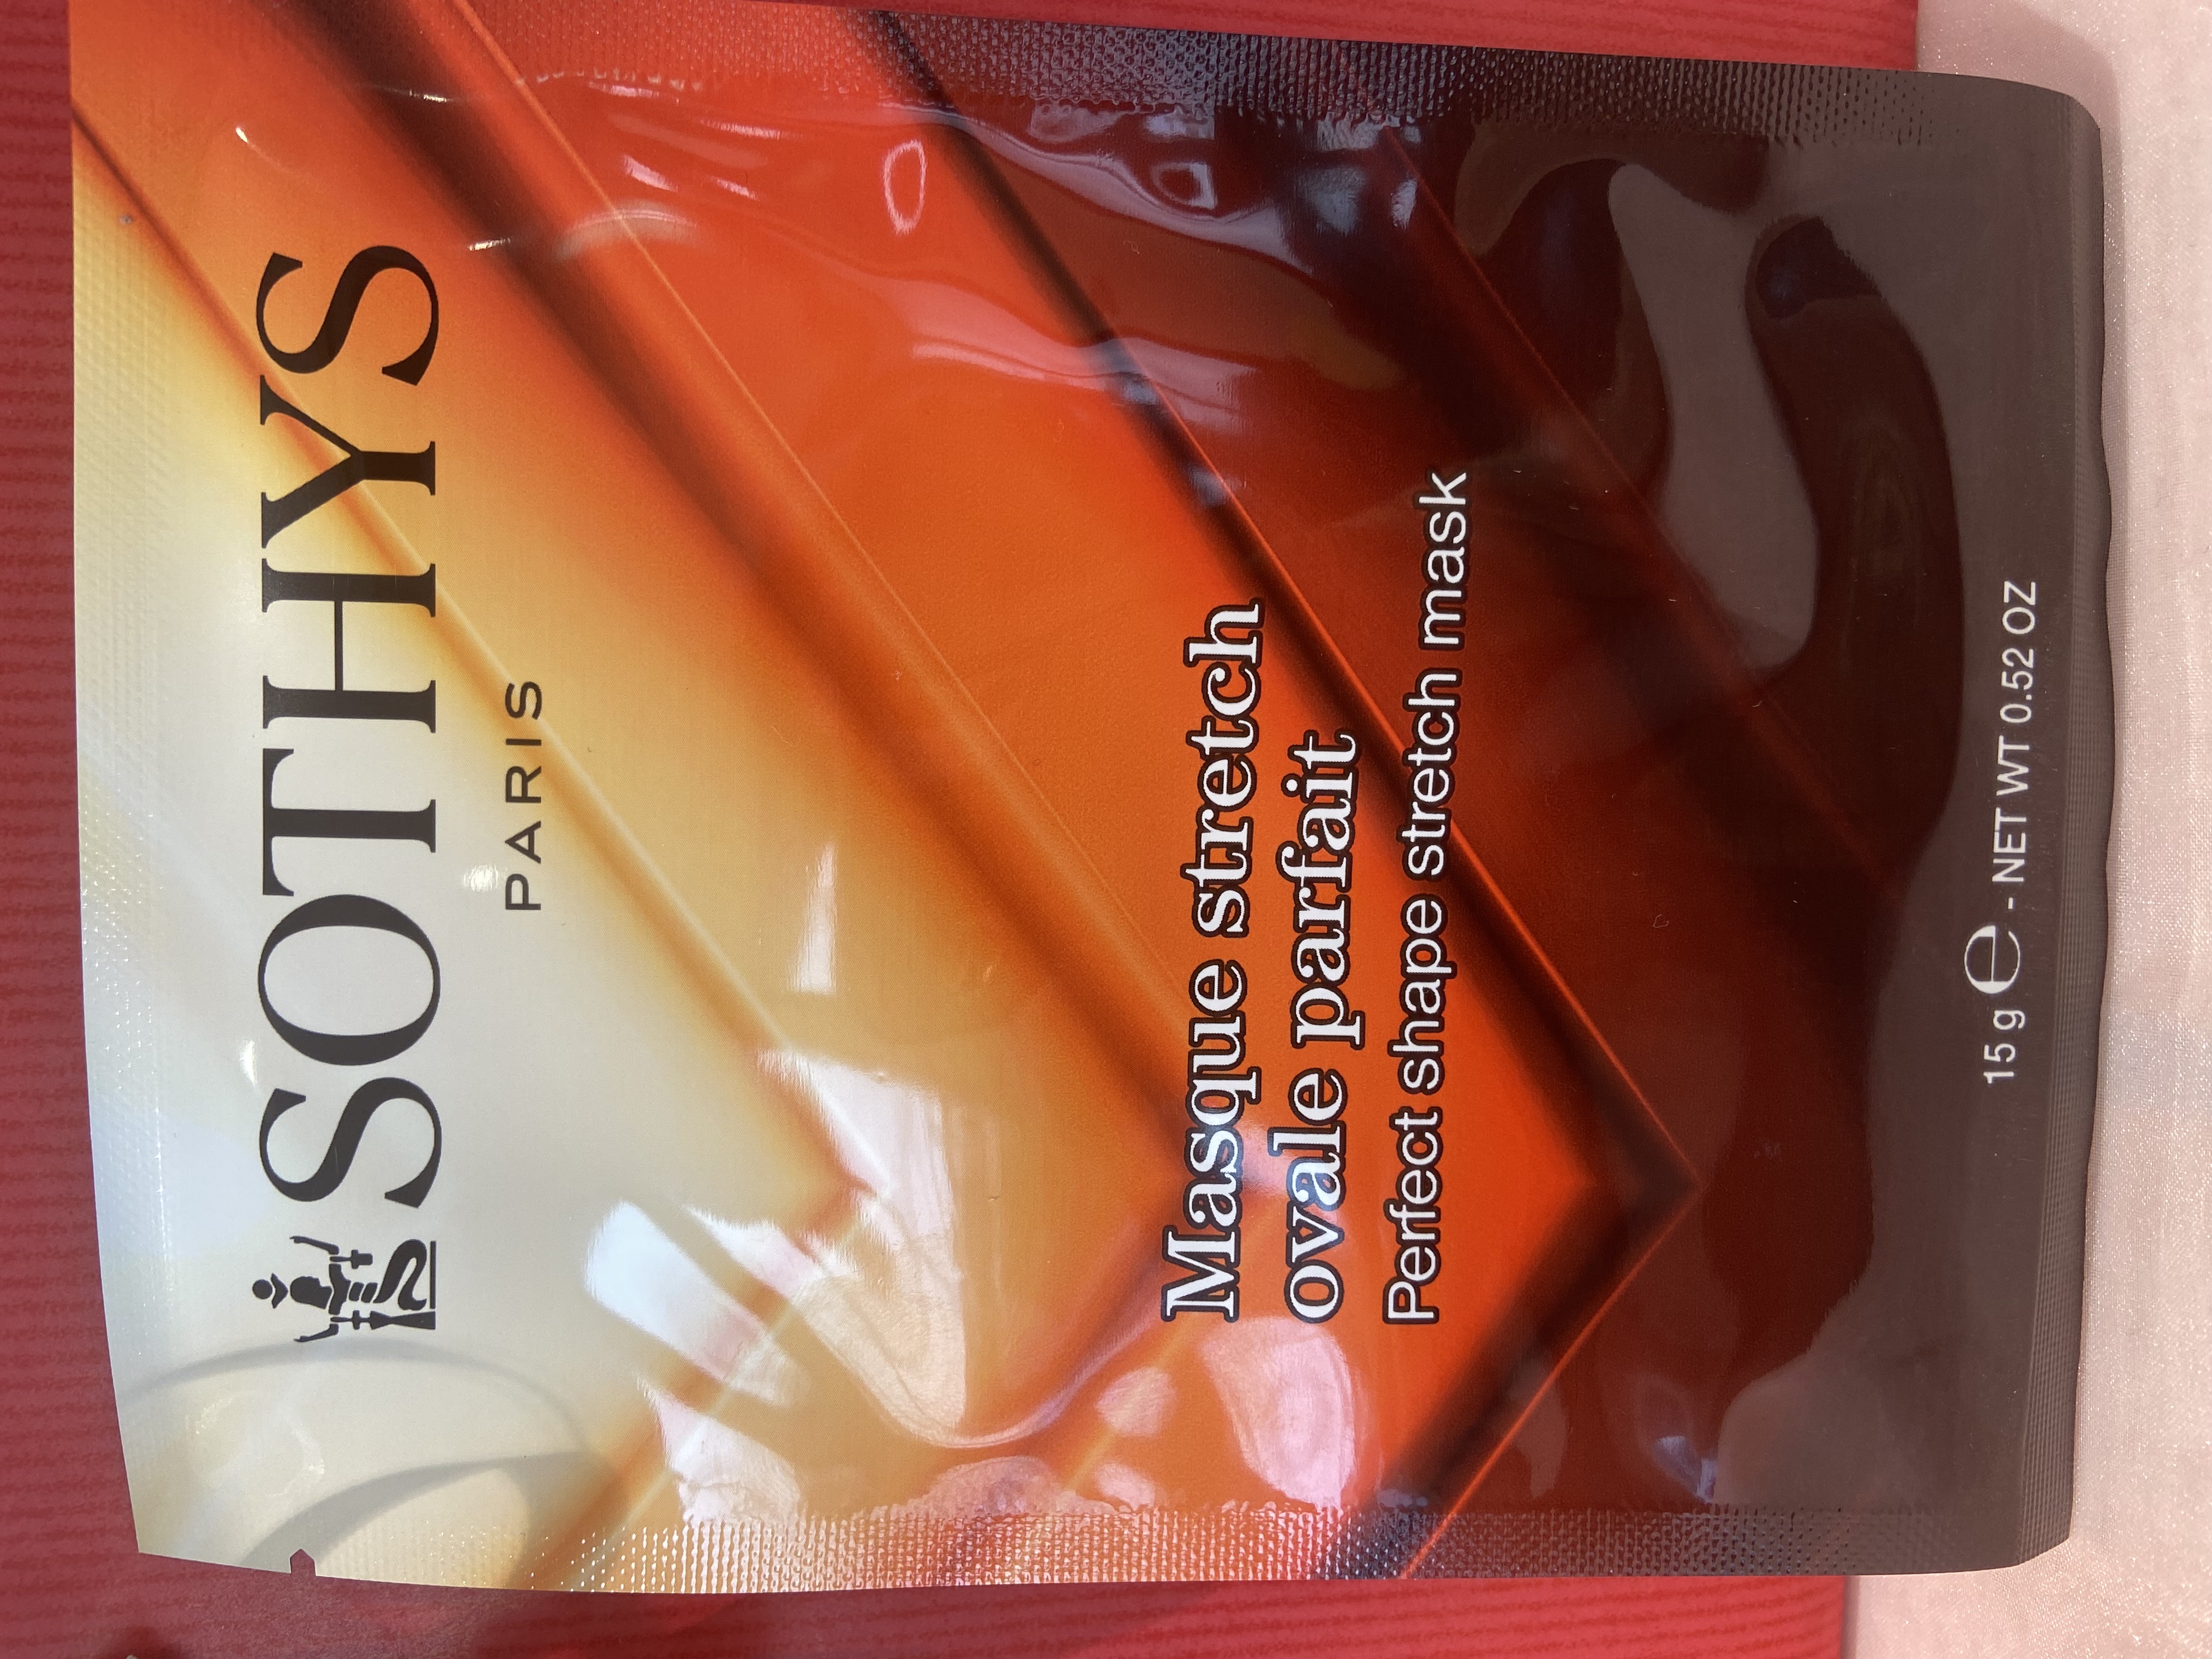 SOTHYS
PARIS
Masque stretch
ovale parfait
Perfect shape stretch mask
15 g ℮ - NET WT 0.52 OZ